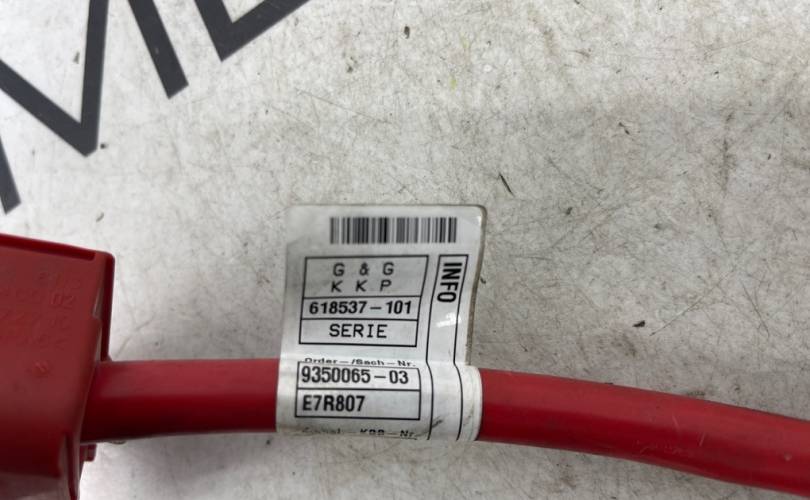 G & G
K K P
618537-101
SERIE
INFO
Order-/Sach-Nr.
9350065-03
E7R807